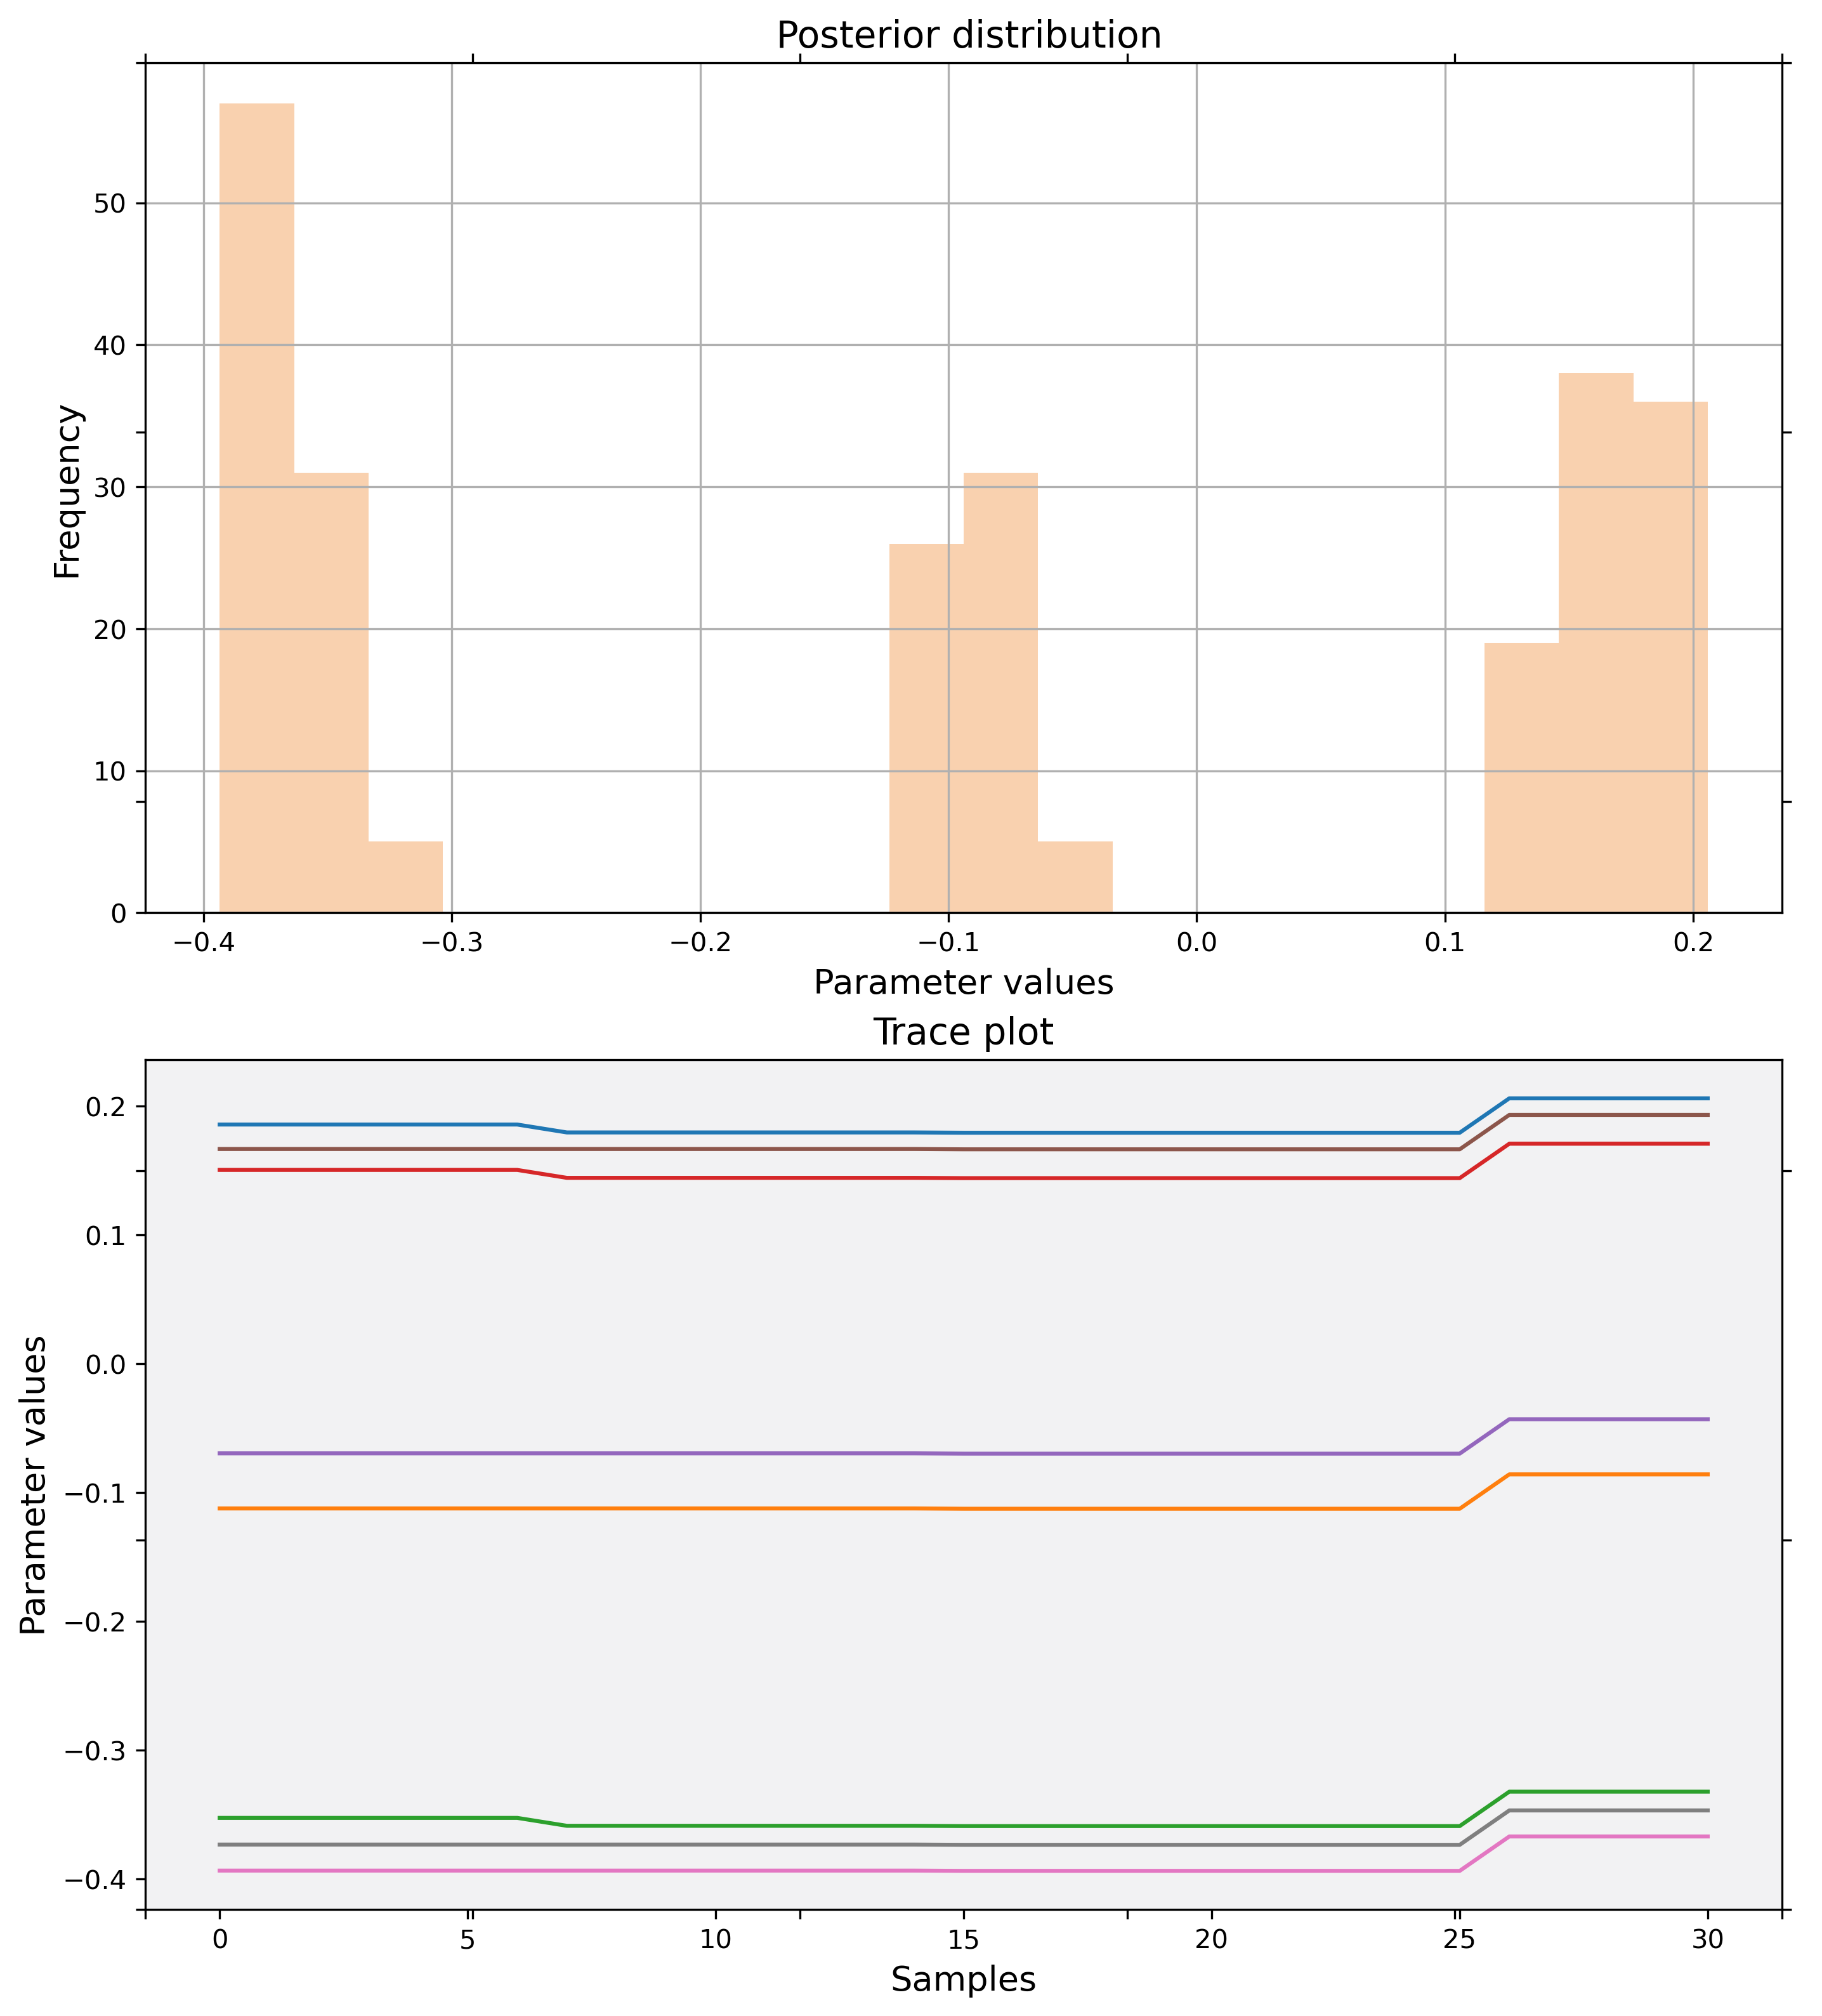 Posterior distribution
Frequency
50
40
30
20
10
0
−0.4 −0.3 −0.2 −0.1 0.0 0.1 0.2
Parameter values
Trace plot
Parameter values
0.2
0.1
0.0
−0.1
−0.2
−0.3
−0.4
0 5 10 15 20 25 30
Samples